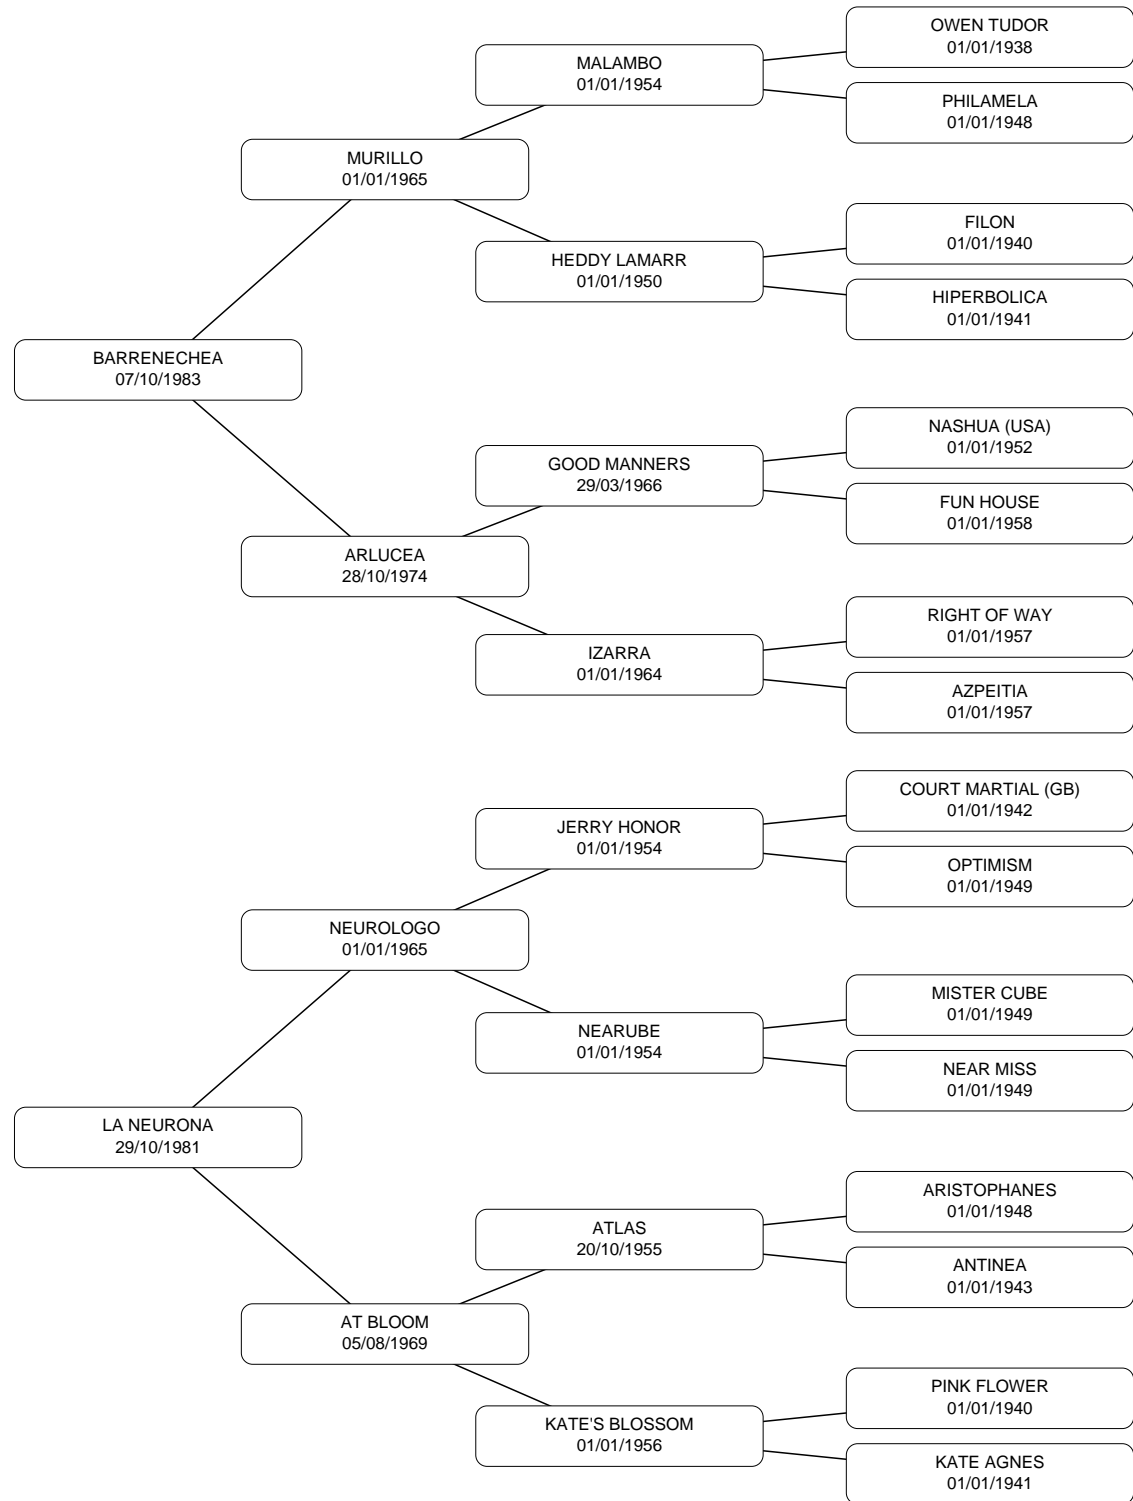 OWEN TUDOR
01/01/1938
MALAMBO
01/01/1954
PHILAMELA
01/01/1948
MURILLO
01/01/1965
FILON
01/01/1940
HEDDY LAMARR
01/01/1950
HIPERBOLICA
01/01/1941
BARRENECHEA
07/10/1983
NASHUA (USA)
01/01/1952
GOOD MANNERS
29/03/1966
FUN HOUSE
01/01/1958
ARLUCEA
28/10/1974
RIGHT OF WAY
01/01/1957
IZARRA
01/01/1964
AZPEITIA
01/01/1957
COURT MARTIAL (GB)
01/01/1942
JERRY HONOR
01/01/1954
OPTIMISM
01/01/1949
NEUROLOGO
01/01/1965
MISTER CUBE
01/01/1949
NEARUBE
01/01/1954
NEAR MISS
01/01/1949
LA NEURONA
29/10/1981
ARISTOPHANES
01/01/1948
ATLAS
20/10/1955
ANTINEA
01/01/1943
AT BLOOM
05/08/1969
PINK FLOWER
01/01/1940
KATE'S BLOSSOM
01/01/1956
KATE AGNES
01/01/1941